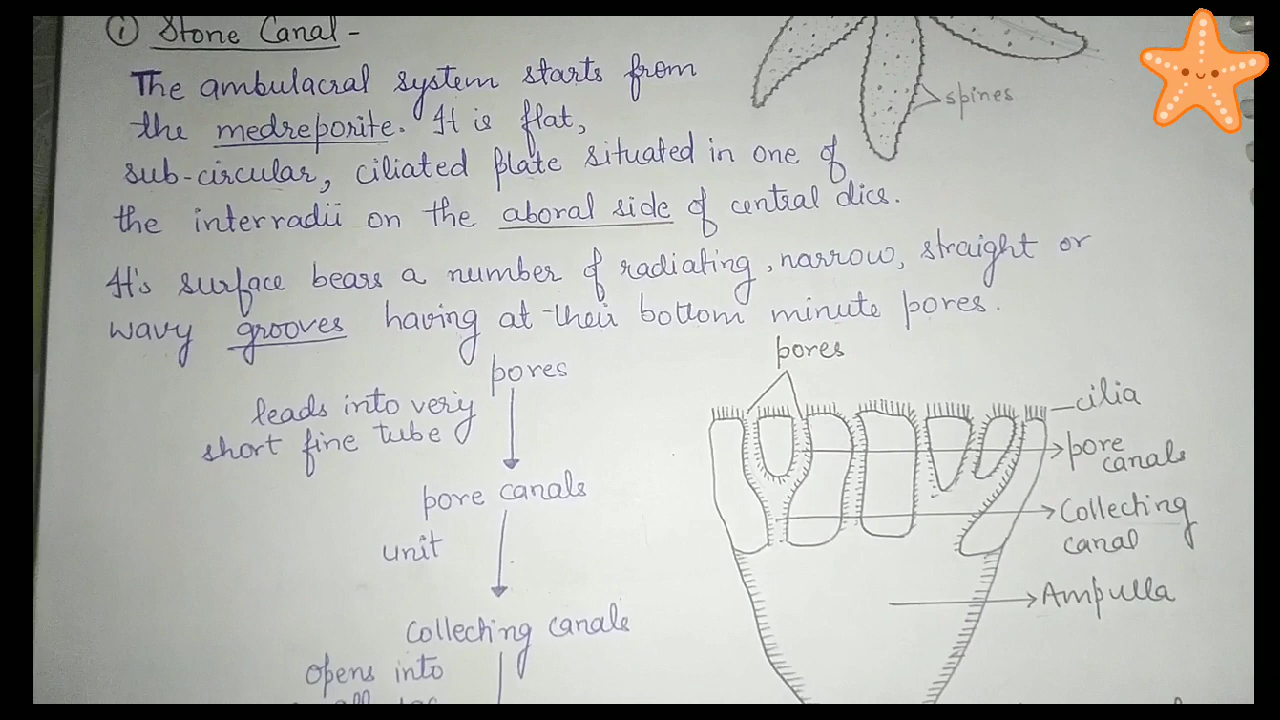 i Stone Canal -
The ambulacral system starts from
the medreporite. It is flat,
sub-circular, ciliated plate situated in one of
the interradii on the aboral side of central dics.
It's surface bears a number of radiating, narrow, straight or
wavy grooves having at their bottom minute pores.
spines
pores
leads into very
short fine tube
pore canals
unit
Collecting canals
opens into
pores
cilia
pore
canals
Collecting
canal
Ampulla